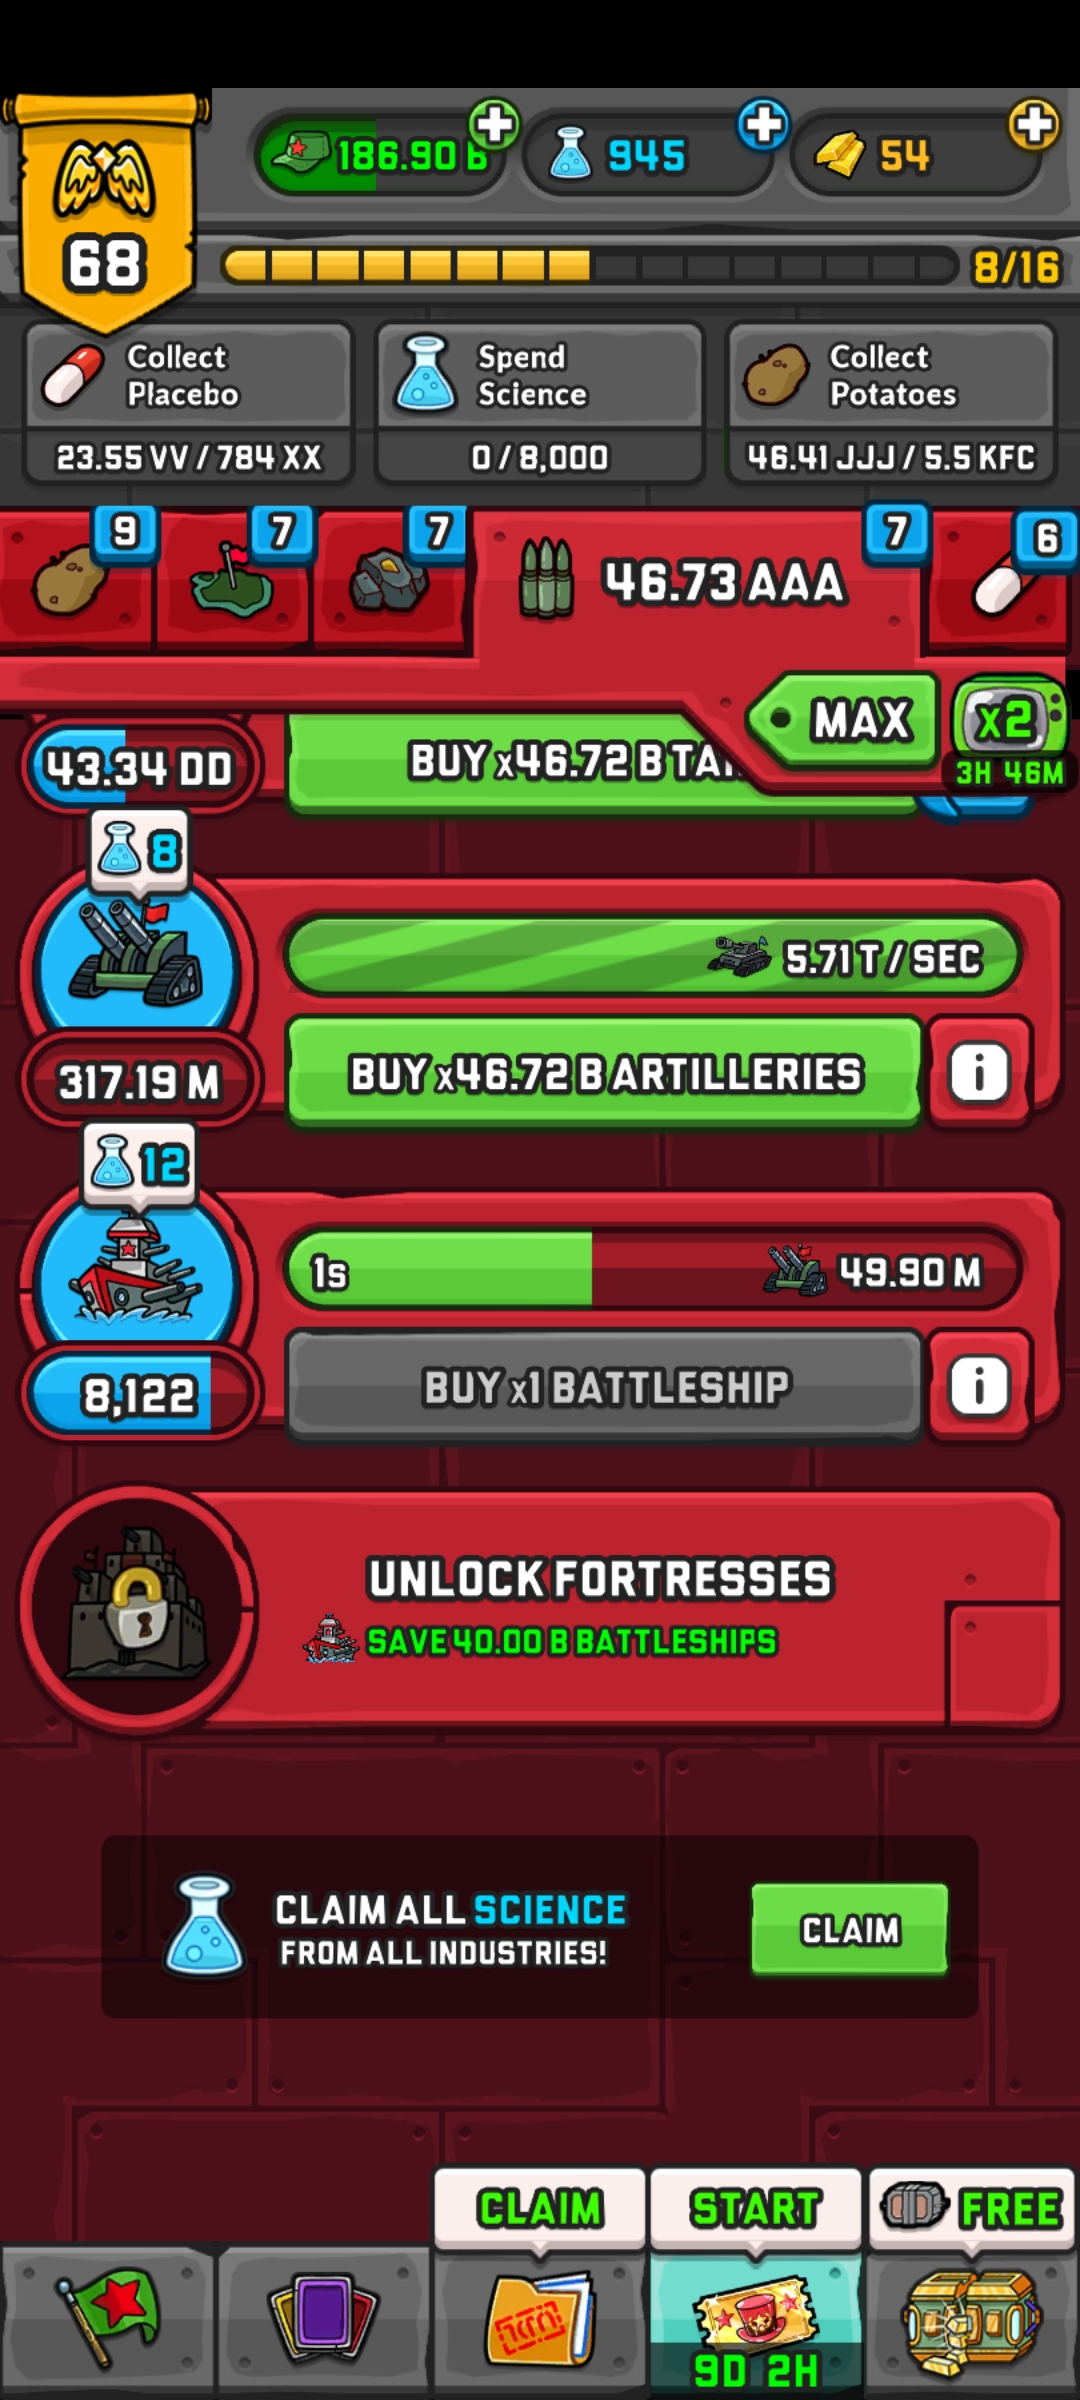 186.90 B
945
54
68
8/16
Collect
Placebo
23.55 VV / 784 XX
Spend
Science
0 / 8,000
Collect
Potatoes
46.41 JJJ / 5.5 KFC
9
7
7
46.73 AAA
7
6
MAX
x2
3H 46M
43.34 DD
BUY x46.72 B TA
8
5.71 T / SEC
317.19 M
BUY x46.72 B ARTILLERIES
i
12
1s
49.90 M
8,122
BUY x1 BATTLESHIP
i
UNLOCK FORTRESSES
SAVE 40.00 B BATTLESHIPS
CLAIM ALL SCIENCE
FROM ALL INDUSTRIES!
CLAIM
CLAIM
START
FREE
9D 2H